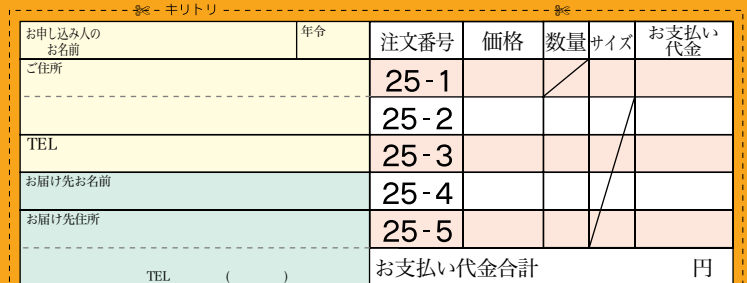 キリトリ
お申し込み人の
お名前
年令
ご住所
TEL
お届け先お名前
お届け先住所
TEL ( )
注文番号 価格 数量 サイズ お支払い代金
25-1
25-2
25-3
25-4
25-5
お支払い代金合計 円